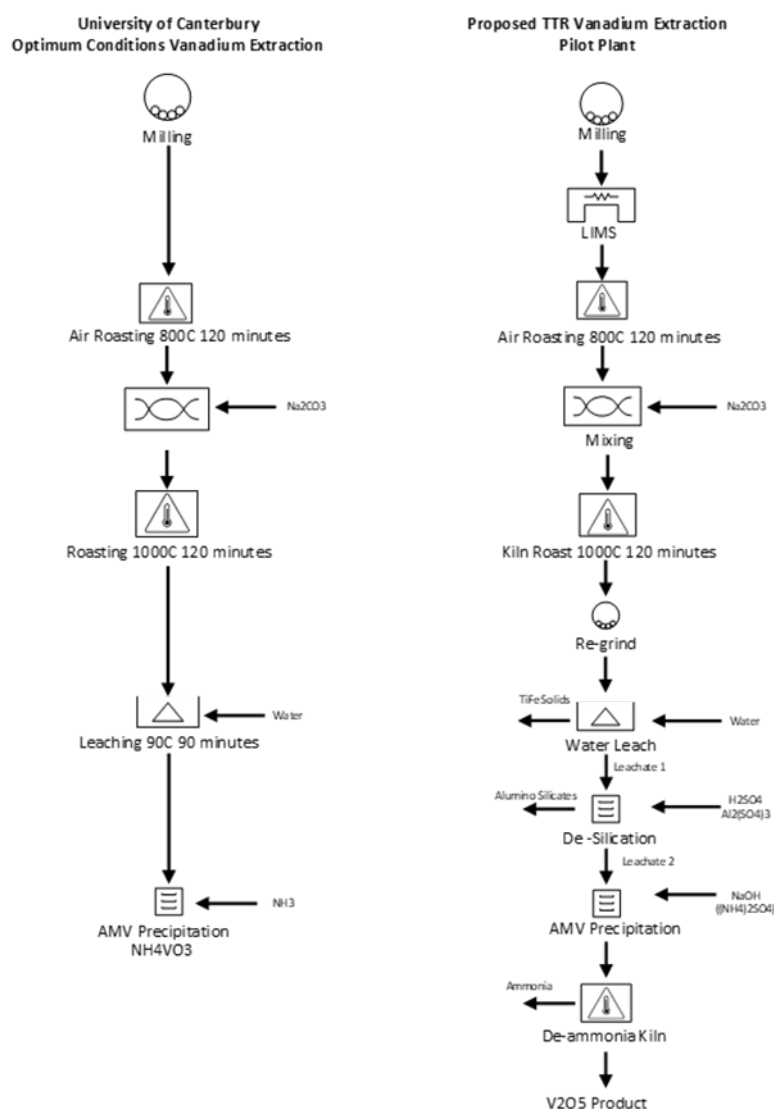 University of Canterbury
Optimum Conditions Vanadium Extraction
Milling
Air Roasting 800C 120 minutes
Na2CO3
Roasting 1000C 120 minutes
Water
Leaching 90C 90 minutes
NH3
AMV Precipitation
NH4VO3
Proposed TTR Vanadium Extraction
Pilot Plant
Milling
LIMS
Air Roasting 800C 120 minutes
Na2CO3
Mixing
Kiln Roast 1000C 120 minutes
Re-grind
TiFe Solids
Water
Water Leach
Leachate 1
Alumino Silicates
H2SO4
Al2(SO4)3
De -Silication
Leachate 2
NaOH
((NH4)2SO4)
AMV Precipitation
Ammonia
De-ammonia Kiln
V2O5 Product